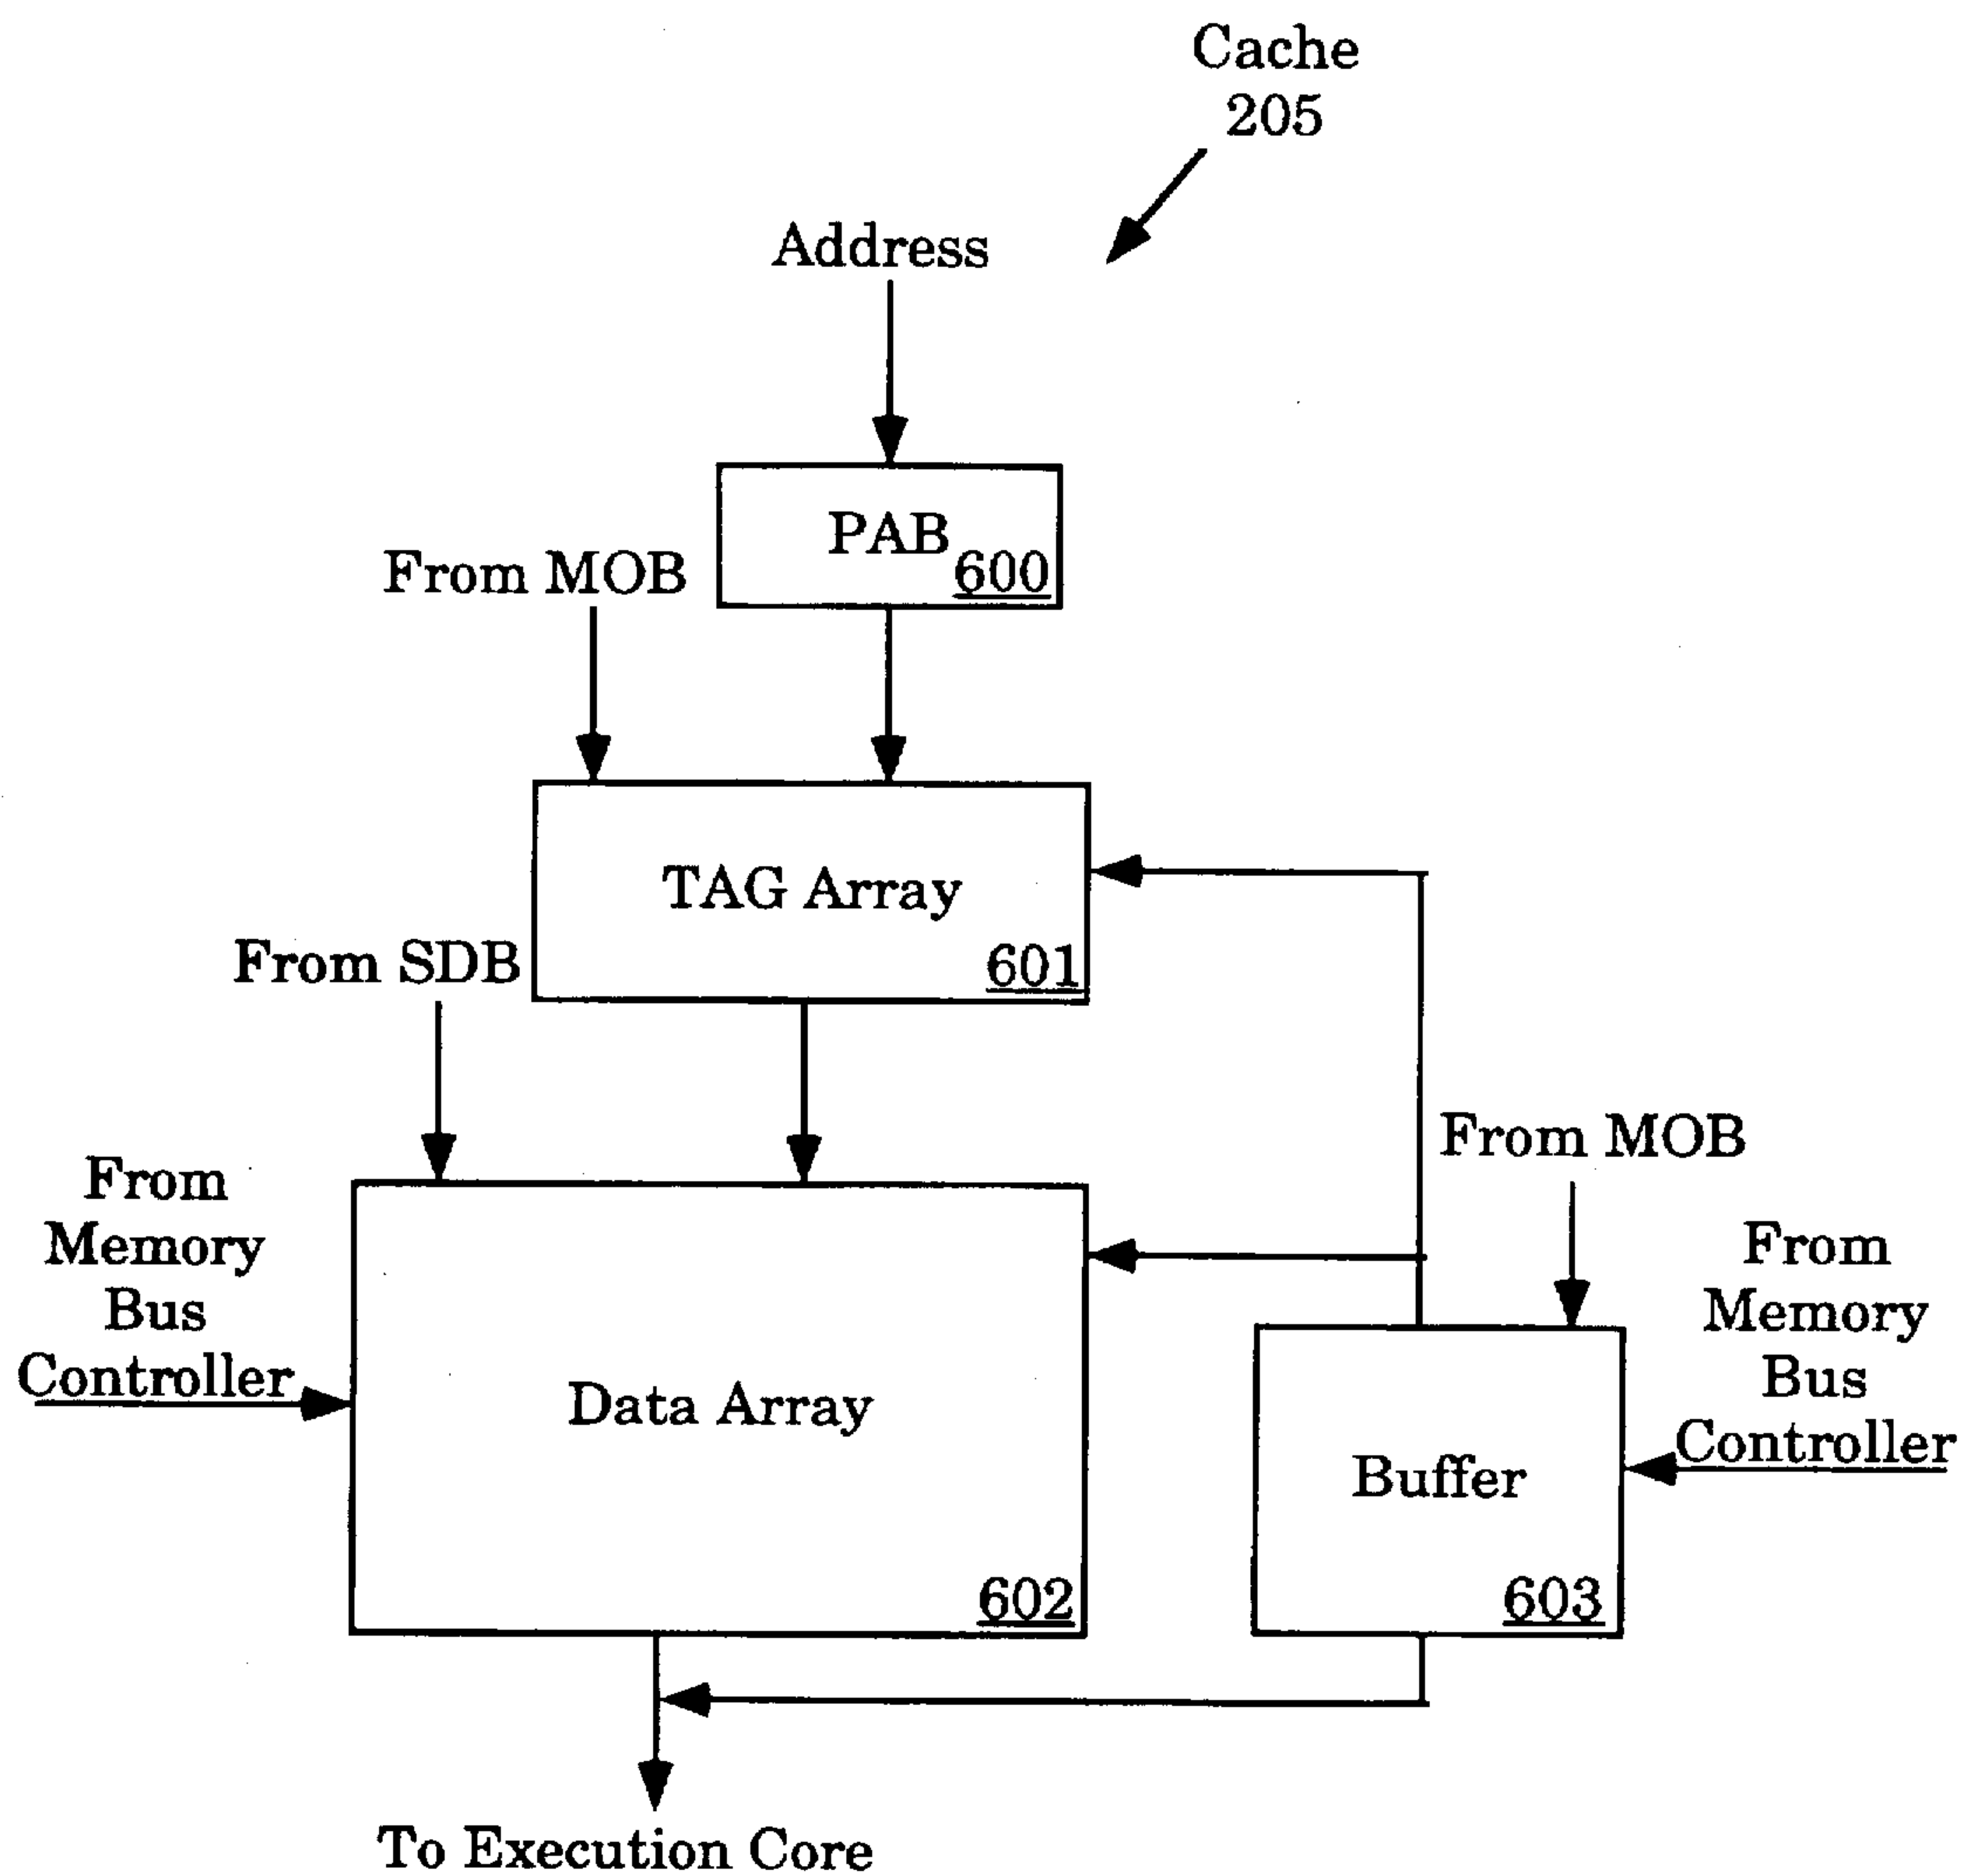 Cache
205
Address
PAB
600
From MOB
TAG Array
601
From SDB
From MOB
From
Memory
Bus
Controller
Data Array
602
From
Memory
Bus
Controller
Buffer
603
To Execution Core